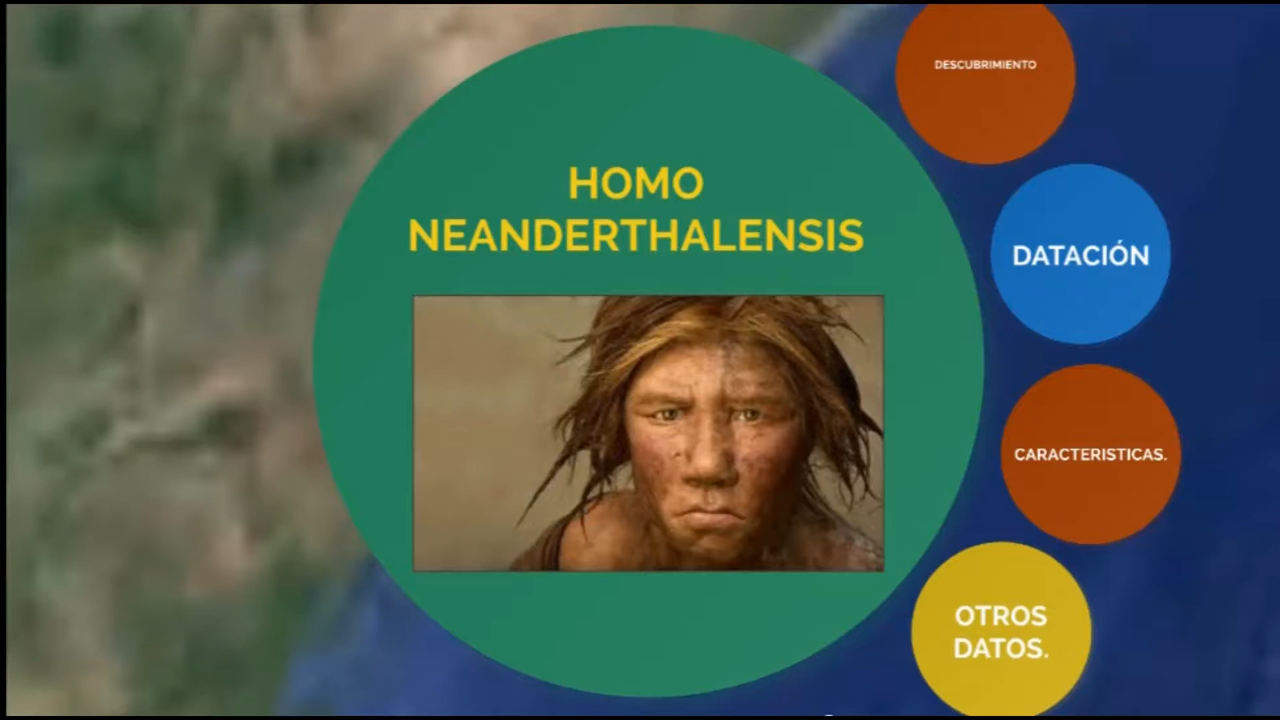 HOMO
NEANDERTHALENSIS
DESCUBRIMIENTO
DATACIÓN
CARACTERISTICAS.
OTROS
DATOS.